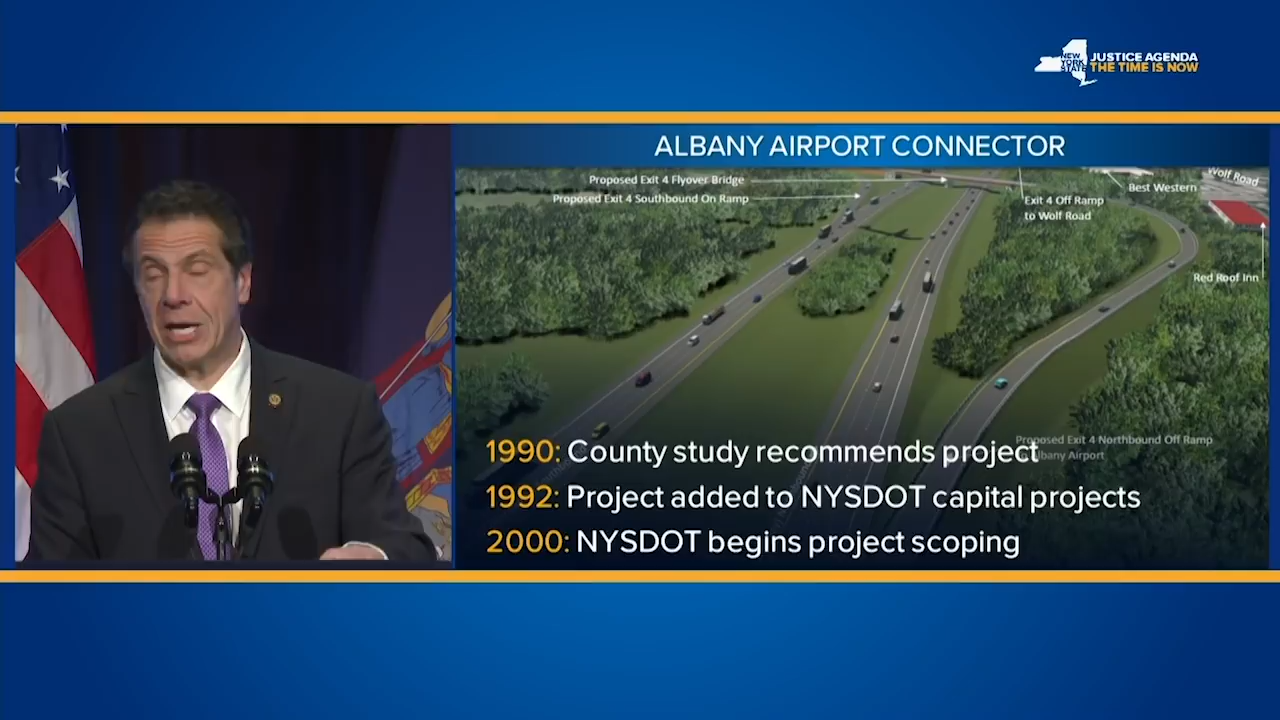 NEW
YORK
STATE
JUSTICE AGENDA
THE TIME IS NOW
ALBANY AIRPORT CONNECTOR
Proposed Exit 4 Flyover Bridge
Proposed Exit 4 Southbound On Ramp
Exit 4 Off Ramp
to Wolf Road
Best Western
Wolf Road
Red Roof Inn
Proposed Exit 4 Northbound Off Ramp
Albany Airport
1990: County study recommends project
1992: Project added to NYSDOT capital projects
2000: NYSDOT begins project scoping